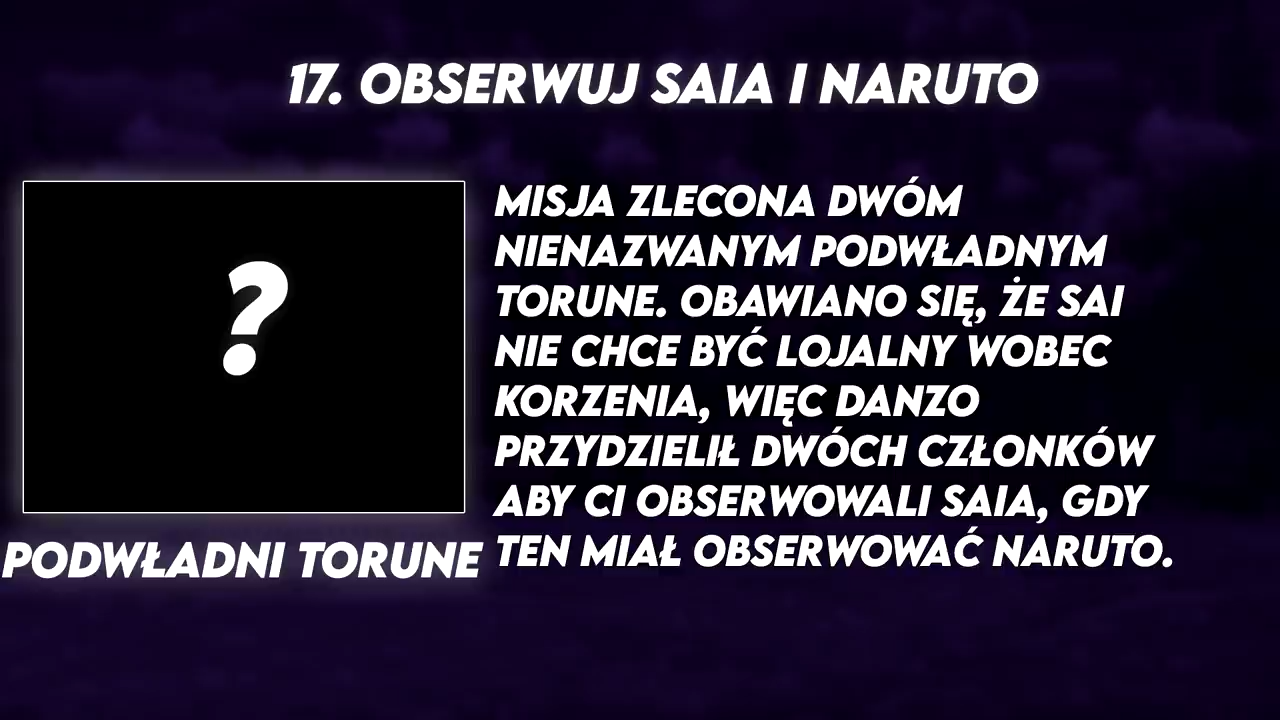 17. OBSERWUJ SAIA I NARUTO
?
PODWŁADNI TORUNE
MISJA ZLECONA DWÓM
NIENAZWANYM PODWŁADNYM
TORUNE. OBAWIANO SIĘ, ŻE SAI
NIE CHCE BYĆ LOJALNY WOBEC
KORZENIA, WIĘC DANZO
PRZYDZIELIŁ DWÓCH CZŁONKÓW
ABY CI OBSERWOWALI SAIA, GDY
TEN MIAŁ OBSERWOWAĆ NARUTO.